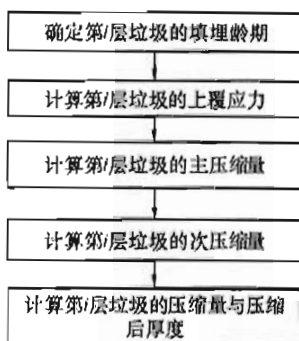 确定第i层垃圾的填埋龄期
计算第i层垃圾的上覆应力
计算第i层垃圾的主压缩量
计算第i层垃圾的次压缩量
计算第i层垃圾的压缩量与压缩
后厚度